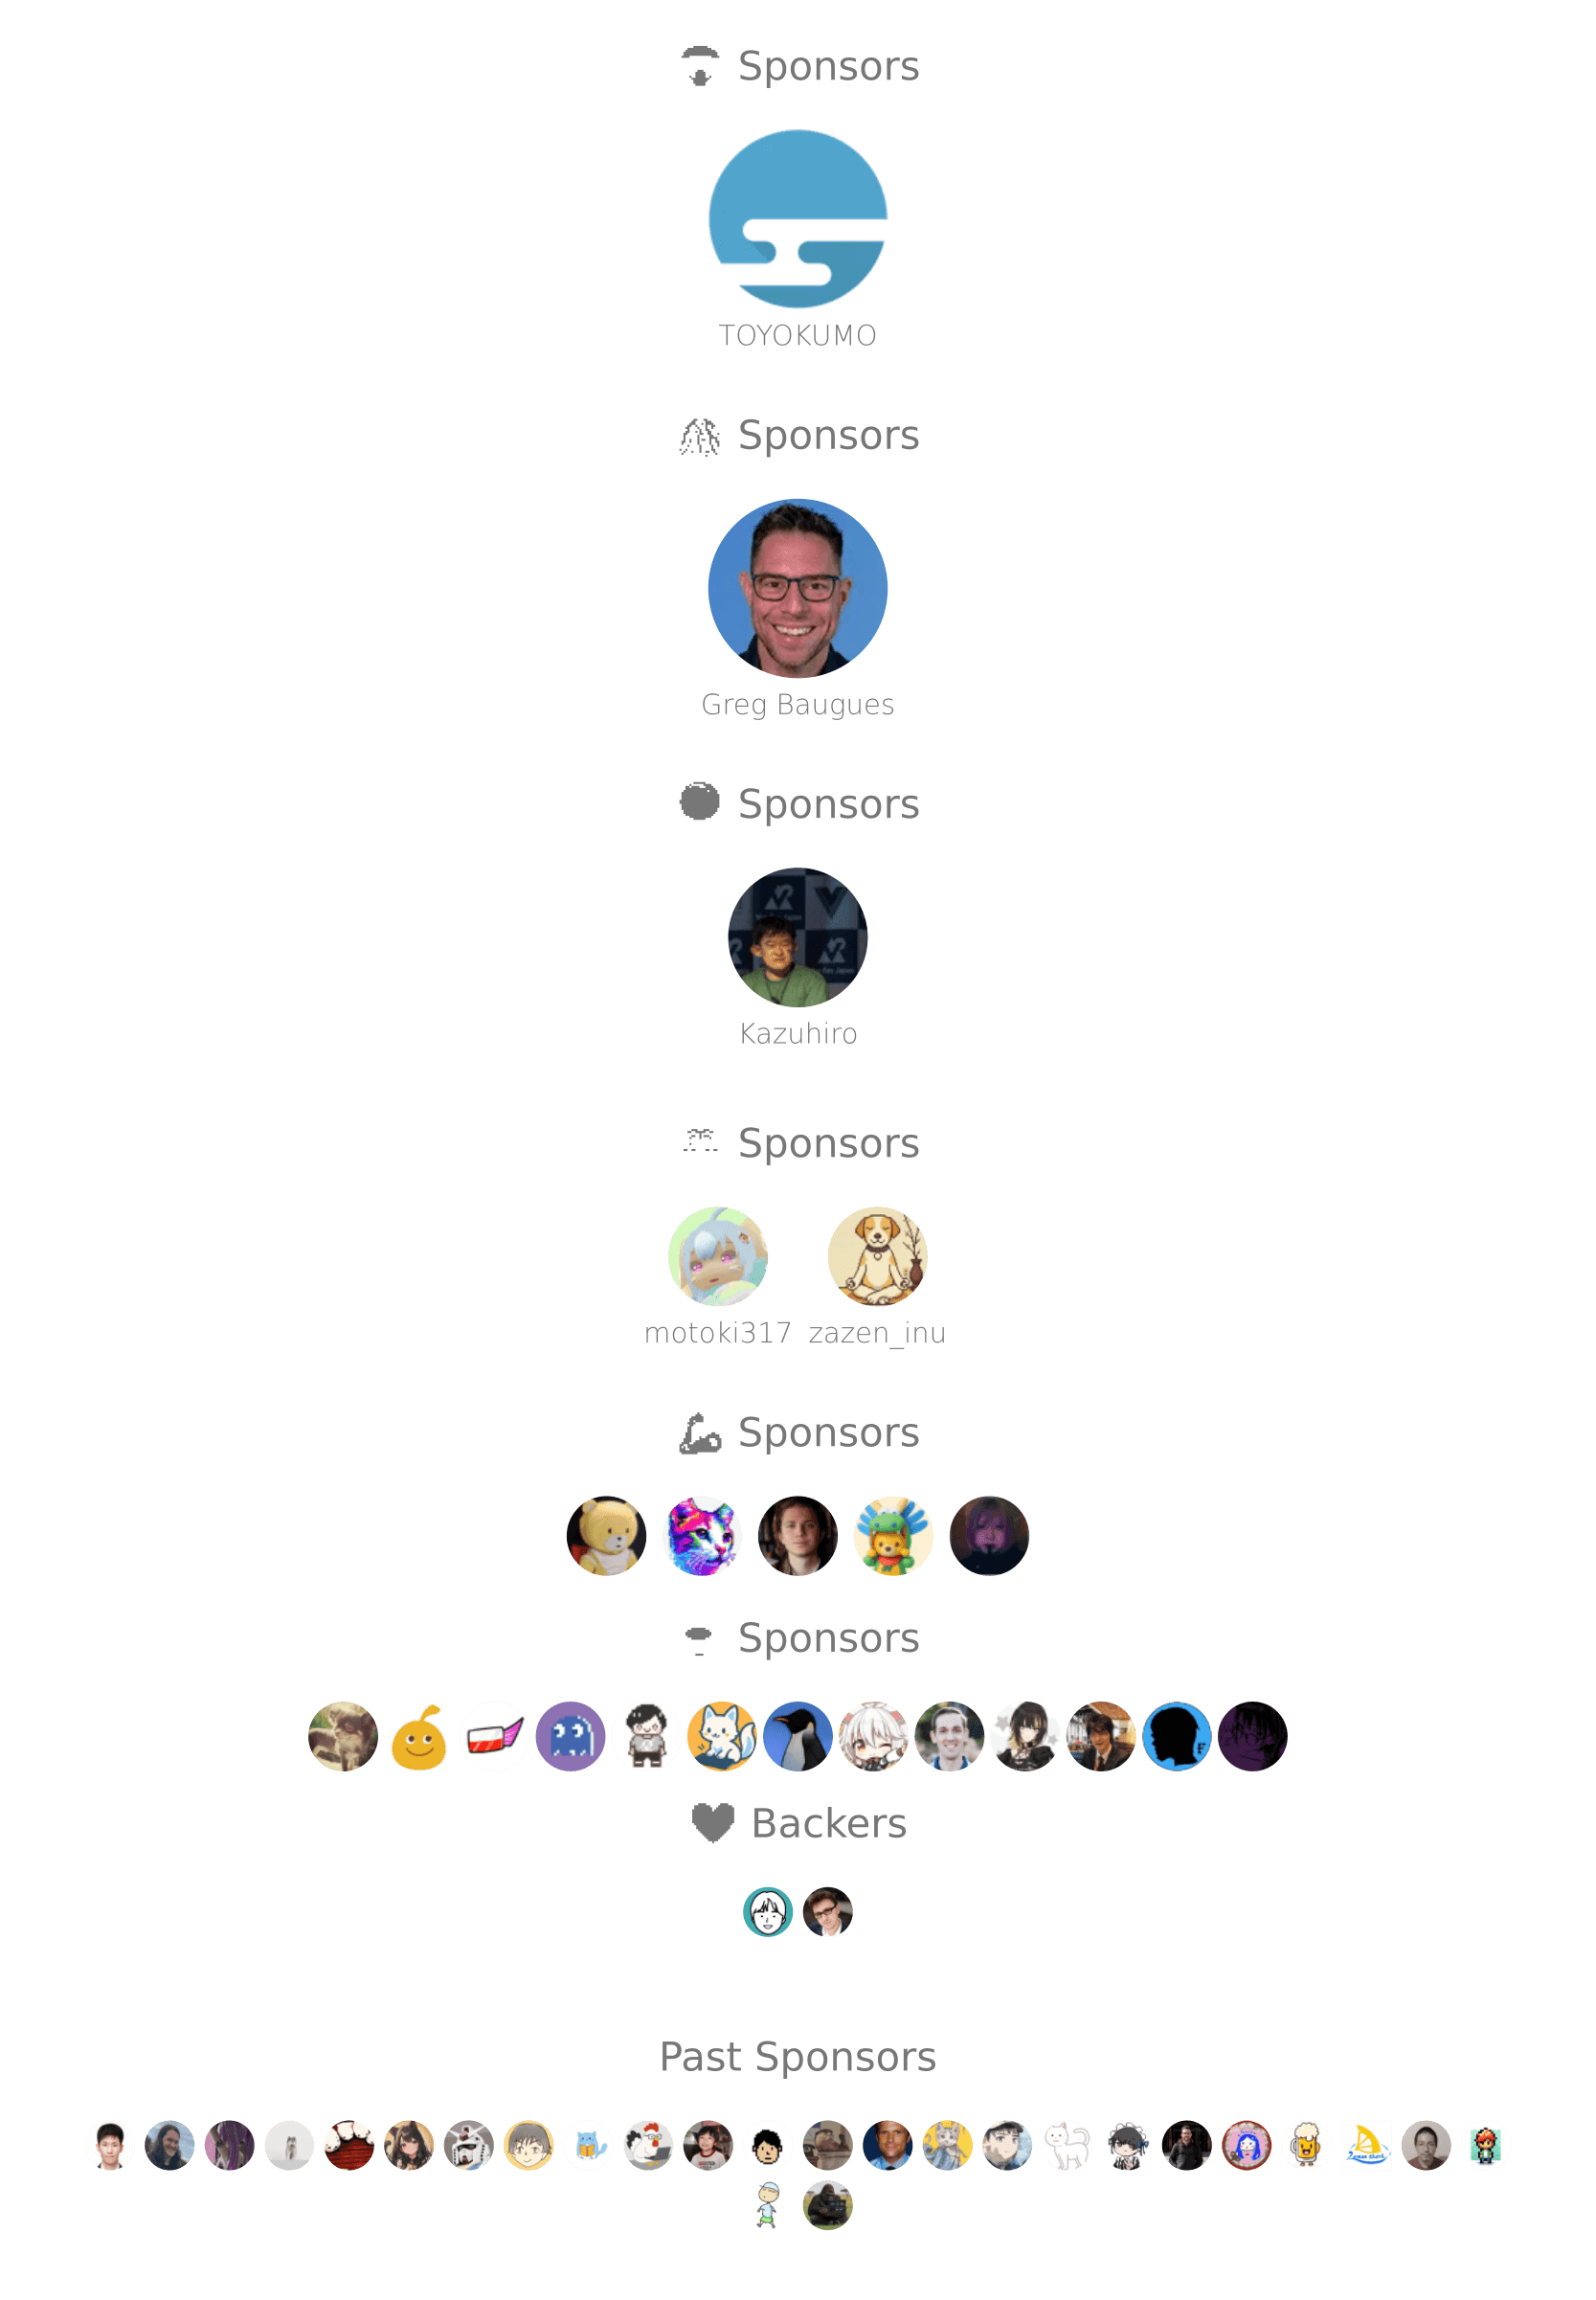 Sponsors
TOYOKUMO
Sponsors
Greg Baugues
Sponsors
Kazuhiro
Sponsors
motoki317 zazen_inu
Sponsors
Sponsors
Backers
Past Sponsors